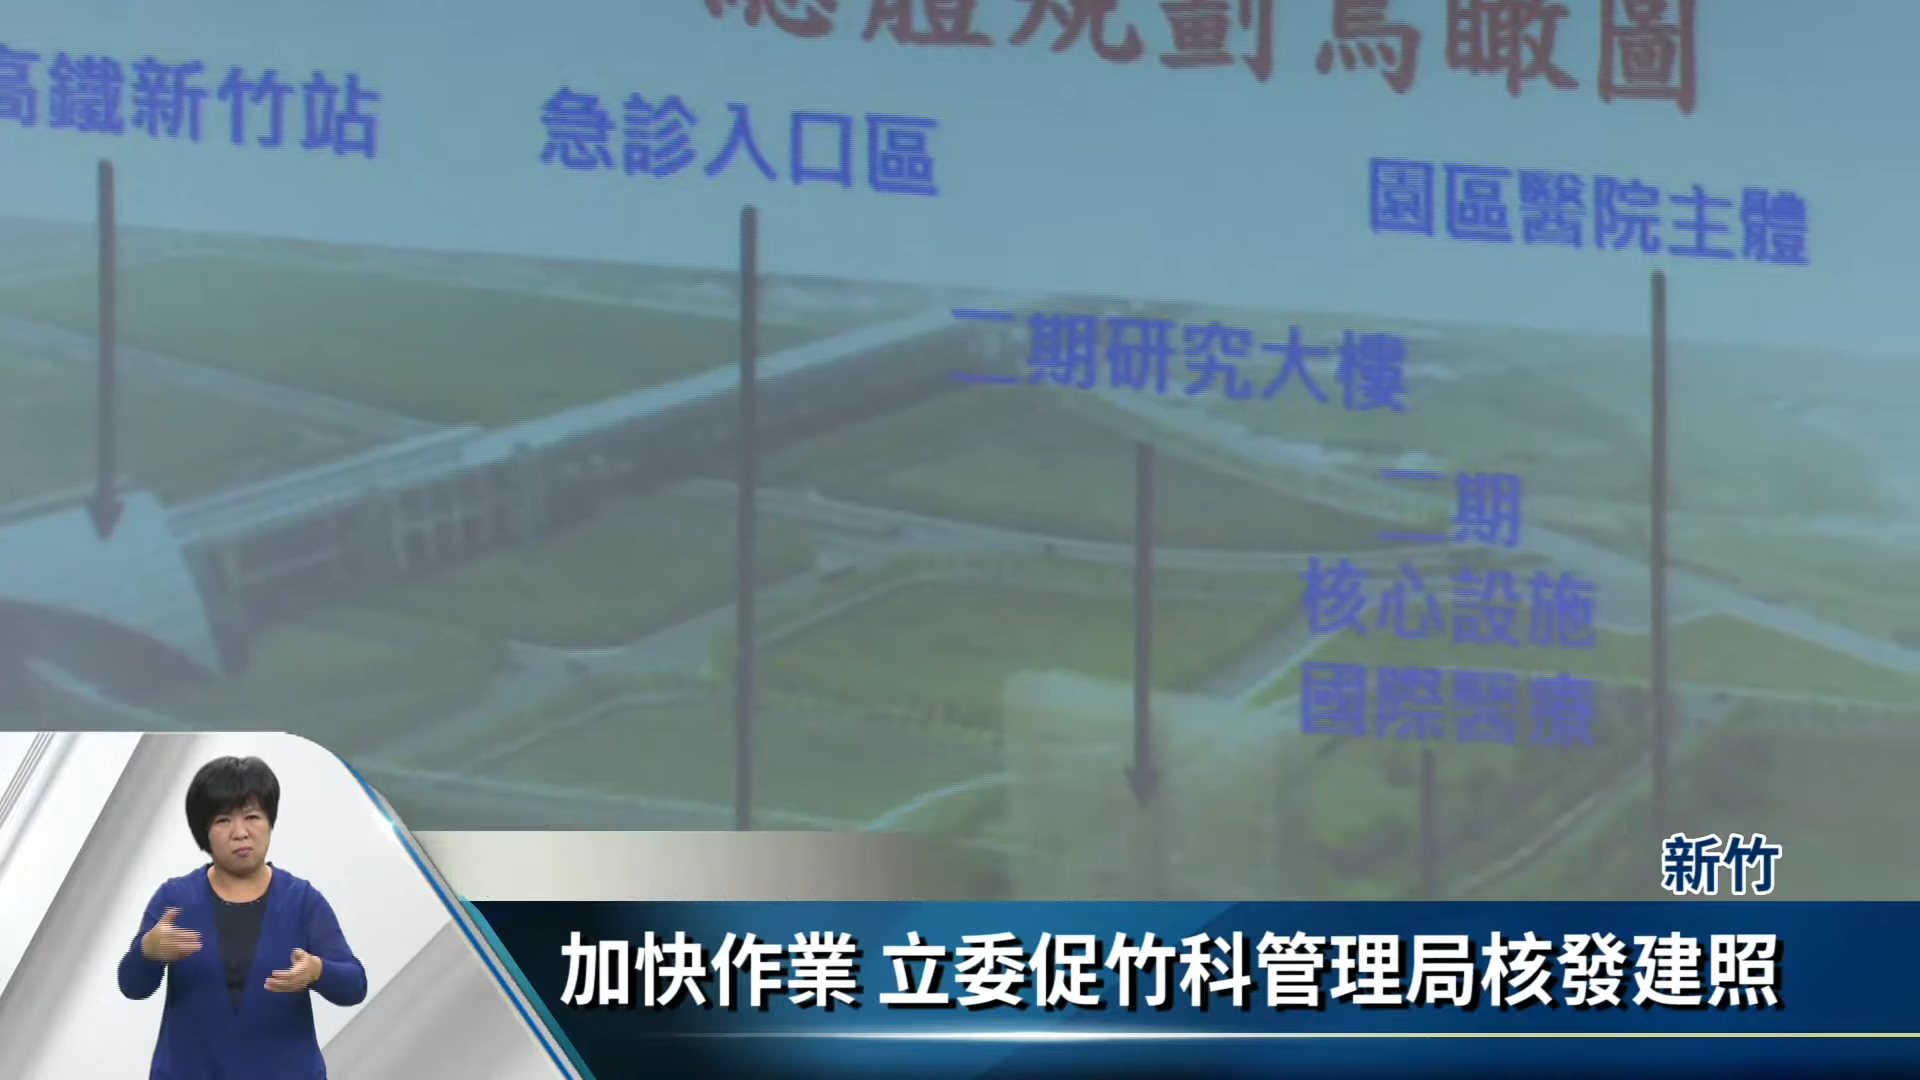 總體規劃鳥瞰圖
高鐵新竹站
急診入口區
園區醫院主體
二期研究大樓
二期
核心設施
國際醫療
新竹
加快作業 立委促竹科管理局核發建照